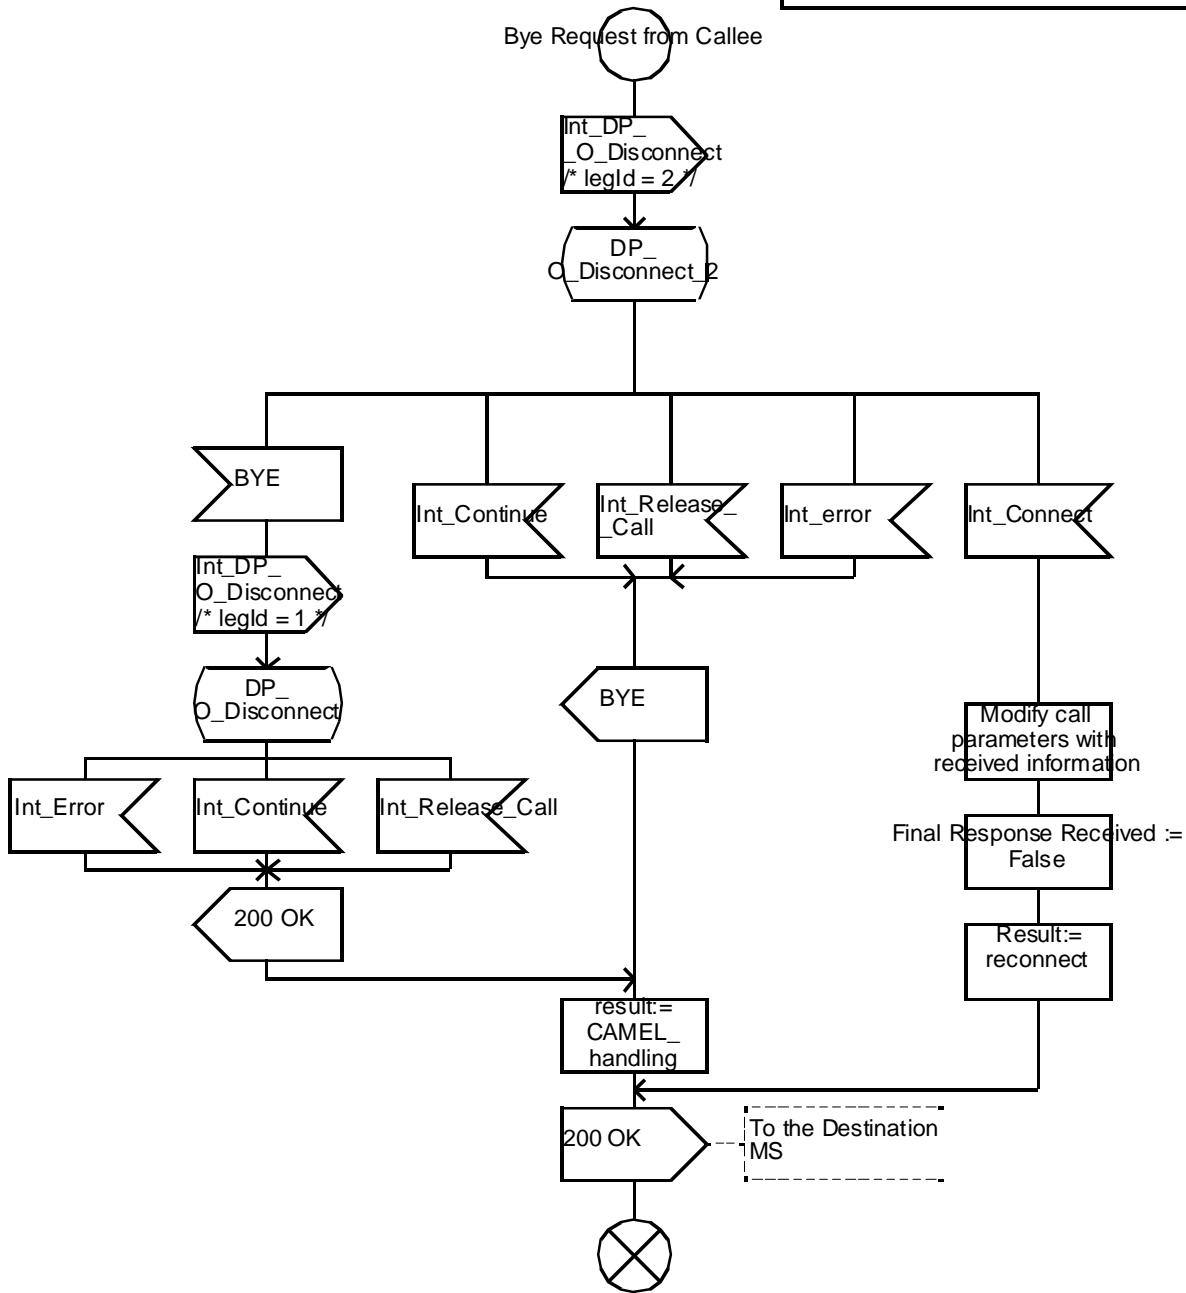 Bye Request from Callee
Int_DP_
_O_Disconnect
/* legId = 2 */
DP_
O_Disconnect_2
BYE
Int_Continue
Int_Release_
_Call
Int_error
Int_Connect
Int_DP_
O_Disconnect
/* legId = 1 */
DP_
O_Disconnect
BYE
Modify call
parameters with
received information
Int_Error
Int_Continue
Int_Release_Call
Final Response Received :=
False
200 OK
Result:=
reconnect
result:=
CAMEL_
handling
200 OK
To the Destination
MS